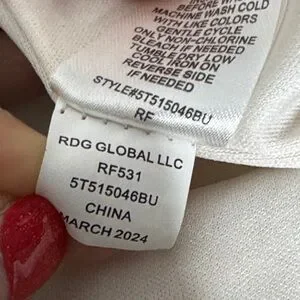 MACHINE WASH COLD
WITH LIKE COLORS
GENTLE CYCLE
ONLY NON-CHLORINE
BLEACH IF NEEDED
TUMBLE DRY LOW
COOL IRON ON
REVERSE SIDE
IF NEEDED
STYLE#5T515046BU
RF
RDG GLOBAL LLC
RF531
5T515046BU
CHINA
MARCH 2024